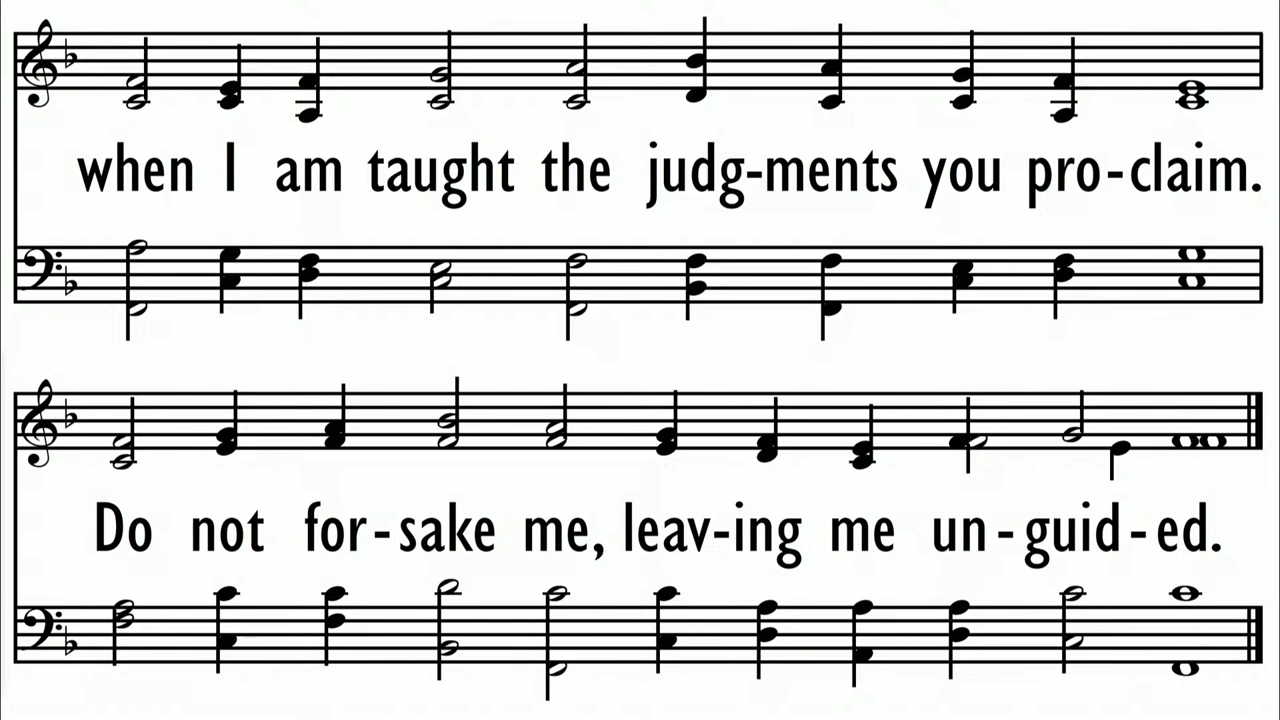 when I am taught the judg-ments you pro-claim.
Do not for-sake me, leav-ing me un-guid-ed.